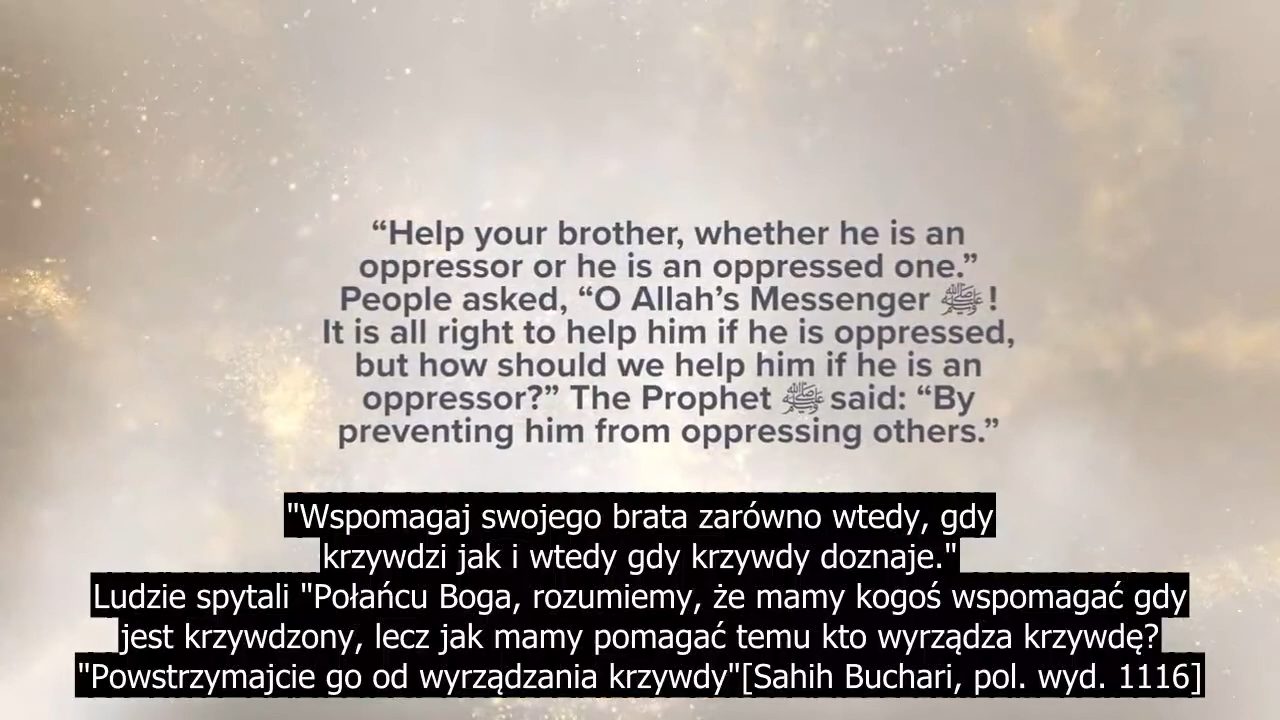 “Help your brother, whether he is an
oppressor or he is an oppressed one.”
People asked, “O Allah’s Messenger ﷺ !
It is all right to help him if he is oppressed,
but how should we help him if he is an
oppressor?” The Prophet ﷺ said: “By
preventing him from oppressing others.”
"Wspomagaj swojego brata zarówno wtedy, gdy
krzywdzi jak i wtedy gdy krzywdy doznaje."
Ludzie spytali "Połańcu Boga, rozumiemy, że mamy kogoś wspomagać gdy
jest krzywdzony, lecz jak mamy pomagać temu kto wyrządza krzywdę?
"Powstrzymajcie go od wyrządzania krzywdy"[Sahih Buchari, pol. wyd. 1116]